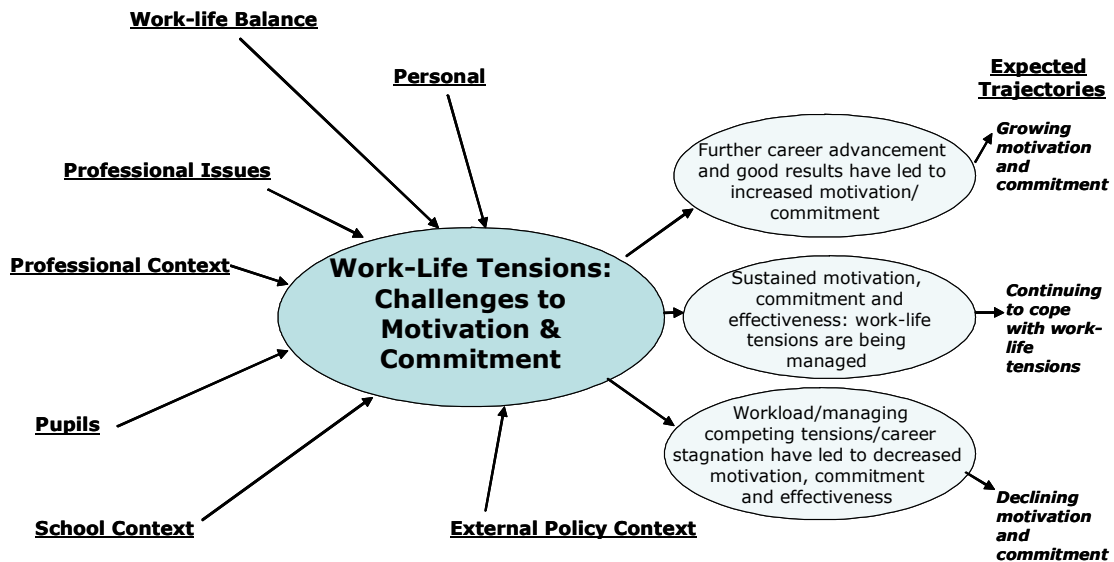 Work-life Balance
Personal
Professional Issues
Professional Context
Pupils
School Context
External Policy Context
Work-Life Tensions:
Challenges to
Motivation &
Commitment
Further career advancement
and good results have led to
increased motivation/
commitment
Sustained motivation,
commitment and
effectiveness: work-life
tensions are being
managed
Workload/managing
competing tensions/career
stagnation have led to decreased
motivation, commitment
and effectiveness
Expected
Trajectories
Growing
motivation
and
commitment
Continuing
to cope
with work-
life
tensions
Declining
motivation
and
commitment